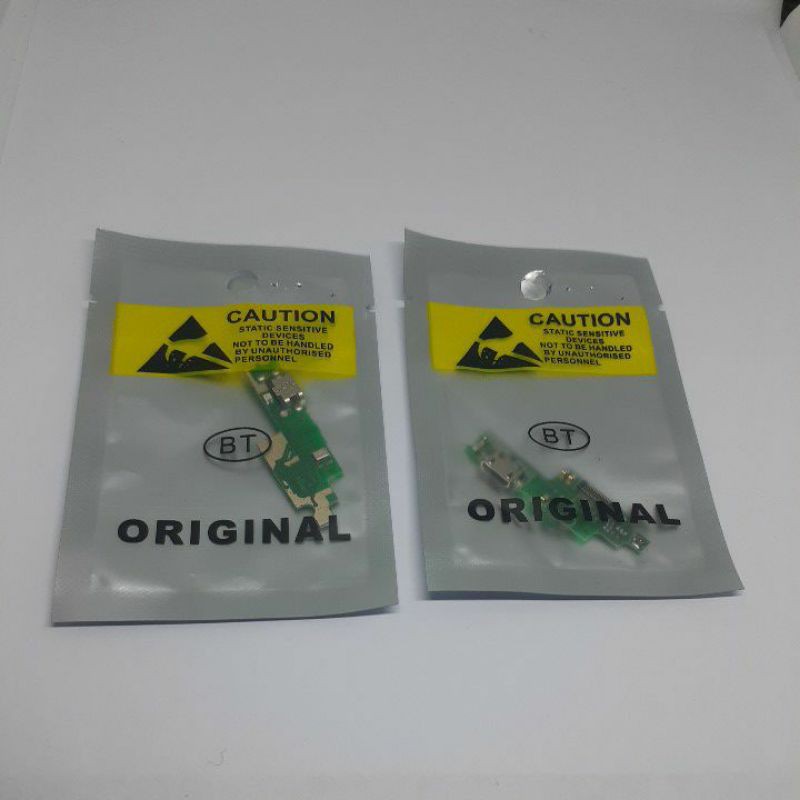 CAUTION
STATIC SENSITIVE
DEVICES
NOT TO BE HANDLED
BY UNAUTHORISED
PERSONNEL
BT
ORIGINAL
CAUTION
STATIC SENSITIVE
DEVICES
NOT TO BE HANDLED
BY UNAUTHORISED
PERSONNEL
BT
ORIGINAL